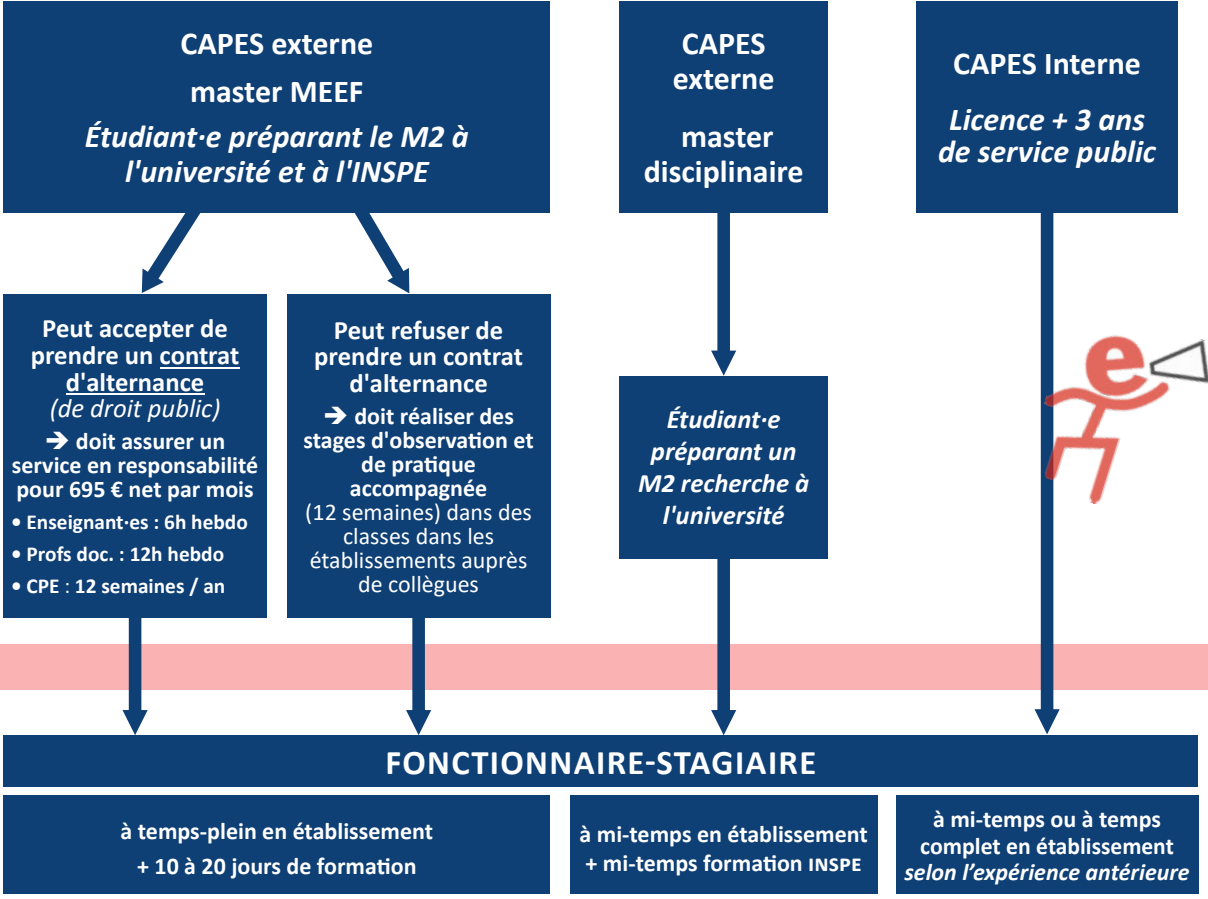 CAPES externe
master MEEF
Étudiant·e préparant le M2 à
l'université et à l'INSPE
CAPES
externe
master
disciplinaire
CAPES Interne
Licence + 3 ans
de service public
Peut accepter de
prendre un contrat
d'alternance
(de droit public)
➔ doit assurer un
service en responsabilité
pour 695 € net par mois
• Enseignant·es : 6h hebdo
• Profs doc. : 12h hebdo
• CPE : 12 semaines / an
Peut refuser de
prendre un contrat
d'alternance
➔ doit réaliser des
stages d'observation et
de pratique
accompagnée
(12 semaines) dans des
classes dans les
établissements auprès
de collègues
Étudiant·e
préparant un
M2 recherche à
l'université
e
FONCTIONNAIRE-STAGIAIRE
à temps-plein en établissement
+ 10 à 20 jours de formation
à mi-temps en établissement
+ mi-temps formation INSPE
à mi-temps ou à temps
complet en établissement
selon l’expérience antérieure